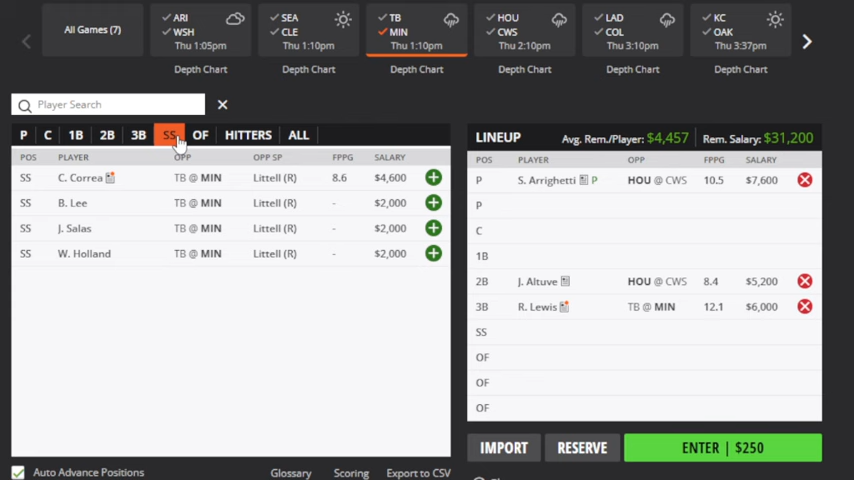 All Games (7)
ARI
WSH
Thu 1:05pm
Depth Chart
SEA
CLE
Thu 1:10pm
Depth Chart
TB
MIN
Thu 1:10pm
Depth Chart
HOU
CWS
Thu 2:10pm
Depth Chart
LAD
COL
Thu 3:10pm
Depth Chart
KC
OAK
Thu 3:37pm
Depth Chart
Player Search
P C 1B 2B 3B SS OF HITTERS ALL
POS PLAYER OPP OPP SP FPPG SALARY
SS C. Correa TB @ MIN Littell (R) 8.6 $4,600
SS B. Lee TB @ MIN Littell (R) - $2,000
SS J. Salas TB @ MIN Littell (R) - $2,000
SS W. Holland TB @ MIN Littell (R) - $2,000
Auto Advance Positions Glossary Scoring Export to CSV
LINEUP Avg. Rem./Player: $4,457 Rem. Salary: $31,200
POS PLAYER OPP FPPG SALARY
P S. Arrighetti P HOU @ CWS 10.5 $7,600
P
C
1B
2B J. Altuve HOU @ CWS 8.4 $5,200
3B R. Lewis TB @ MIN 12.1 $6,000
SS
OF
OF
OF
IMPORT RESERVE ENTER | $250